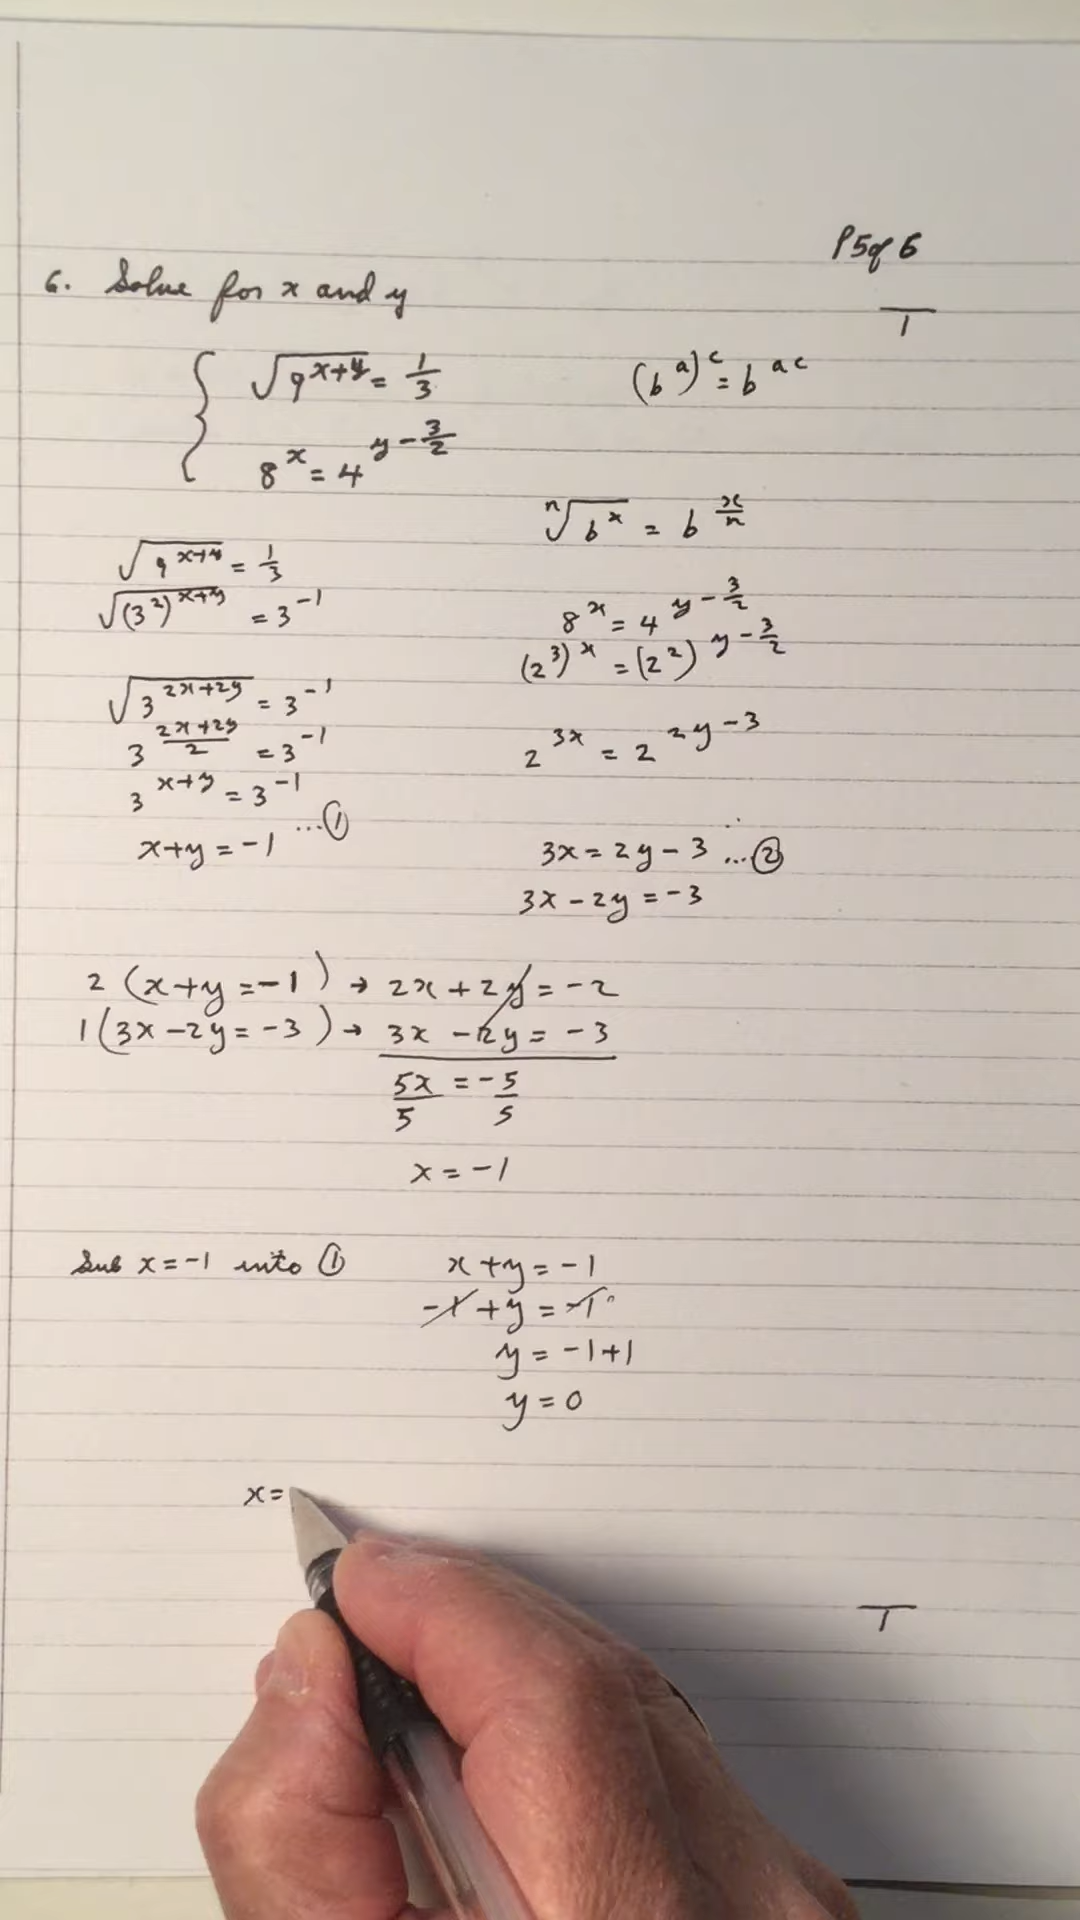 P5of 6
6. Solve for x and y
√9^(x+y) = 1/3
(b^a)^c = b^ac
8^x = 4^(y-3/2)
ⁿ√b^x = b^(x/n)
√9^(x+y) = 1/3
√(3²)^(x+y) = 3^-1
√3^(2x+2y) = 3^-1
3^((2x+2y)/2) = 3^-1
3^(x+y) = 3^-1
x+y = -1 ...①
8^x = 4^(y-3/2)
(2³)^x = (2²)^(y-3/2)
2^3x = 2^(2y-3)
3x = 2y - 3 ...②
3x - 2y = -3
2 (x+y = -1) → 2x + 2y = -2
1 (3x - 2y = -3) → 3x - 2y = -3
5x/5 = -5/5
x = -1
Sub x = -1 into ① x + y = -1
-1 + y = -1
y = -1+1
y = 0
x =